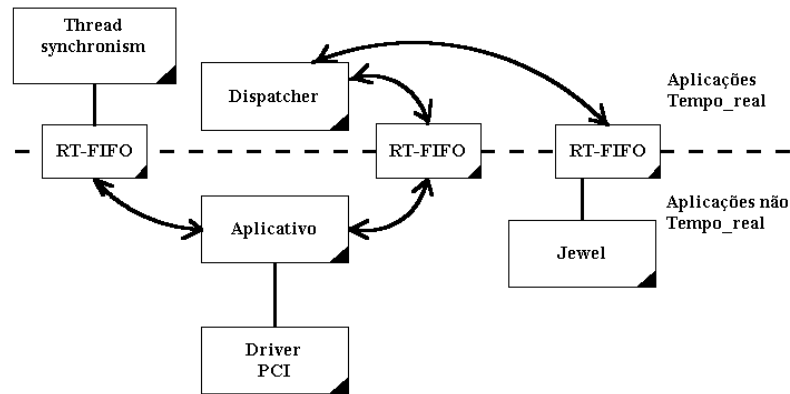 Thread
synchronism
Dispatcher
Aplicações
Tempo_real
RT-FIFO
RT-FIFO
RT-FIFO
Aplicativo
Aplicações não
Tempo_real
Jewel
Driver
PCI